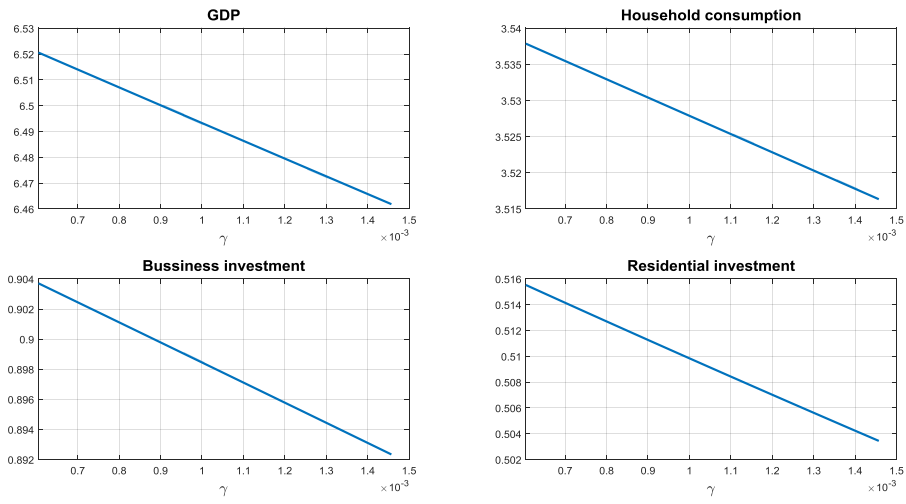 GDP
6.53
6.52
6.51
6.5
6.49
6.48
6.47
6.46
0.7 0.8 0.9 1 1.1 1.2 1.3 1.4 1.5
γ ×10⁻³
Household consumption
3.54
3.535
3.53
3.525
3.52
3.515
0.7 0.8 0.9 1 1.1 1.2 1.3 1.4 1.5
γ ×10⁻³
Bussiness investment
0.904
0.902
0.9
0.898
0.896
0.894
0.892
0.7 0.8 0.9 1 1.1 1.2 1.3 1.4 1.5
γ ×10⁻³
Residential investment
0.516
0.514
0.512
0.51
0.508
0.506
0.504
0.502
0.7 0.8 0.9 1 1.1 1.2 1.3 1.4 1.5
γ ×10⁻³